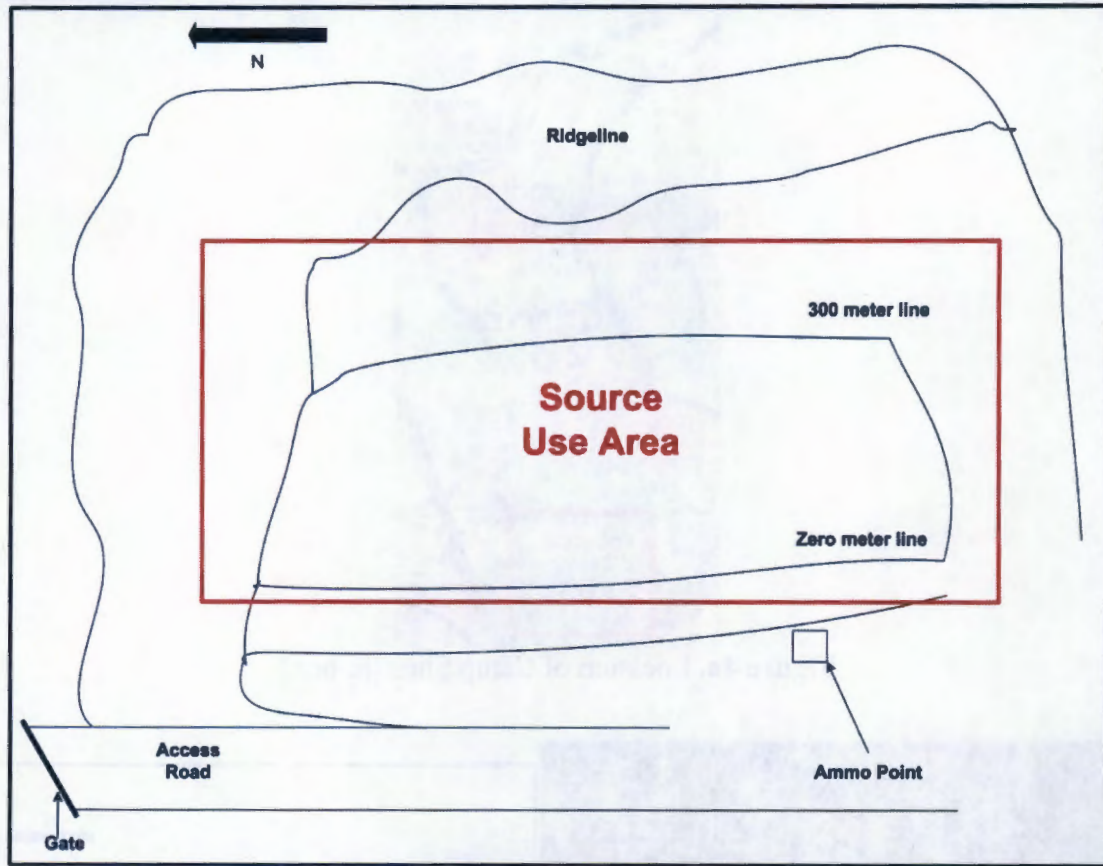 N
Ridgeline
300 meter line
Source
Use Area
Zero meter line
Access
Road
Ammo Point
Gate